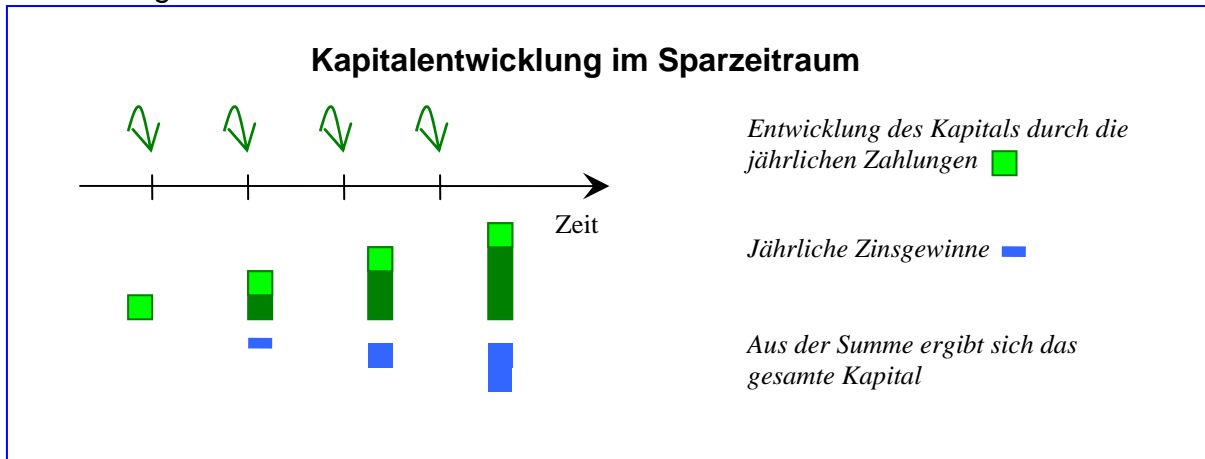 Kapitalentwicklung im Sparzeitraum
Entwicklung des Kapitals durch die
jährlichen Zahlungen
Zeit
Jährliche Zinsgewinne
Aus der Summe ergibt sich das
gesamte Kapital